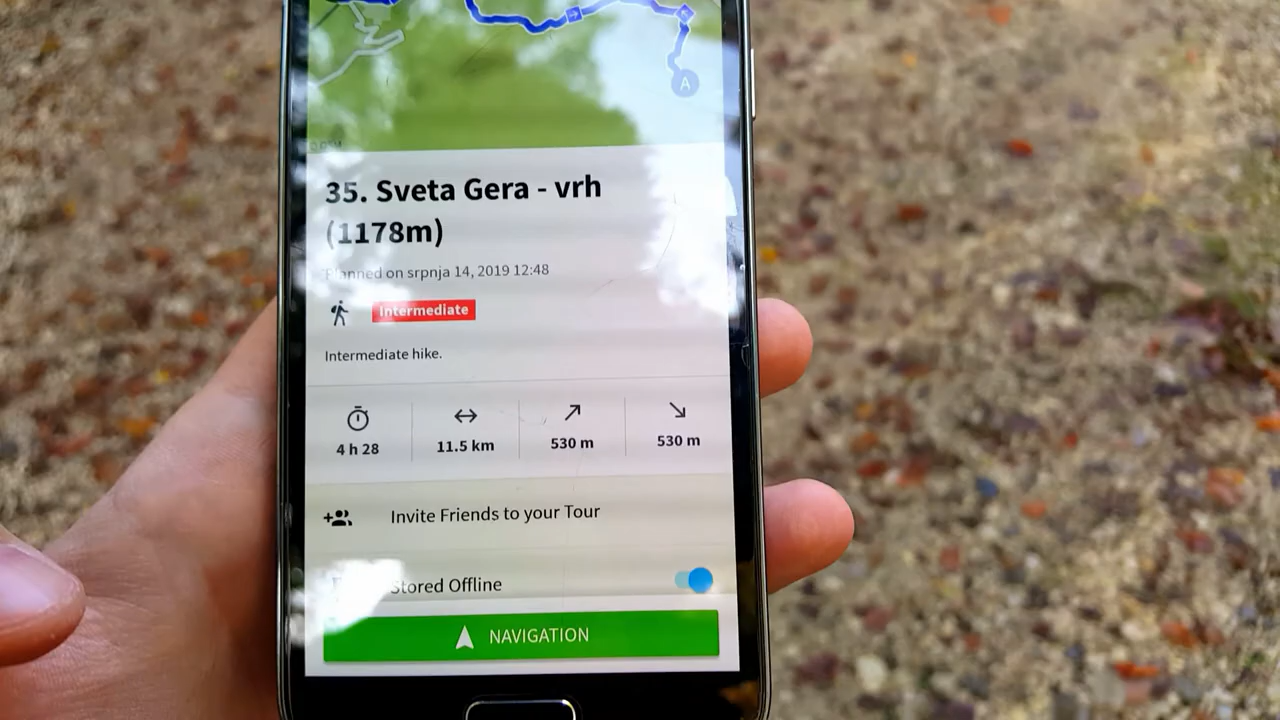 A
35. Sveta Gera - vrh
(1178m)
Planned on srpnja 14, 2019 12:48
Intermediate
Intermediate hike.
4 h 28 11.5 km 530 m 530 m
Invite Friends to your Tour
Stored Offline
NAVIGATION